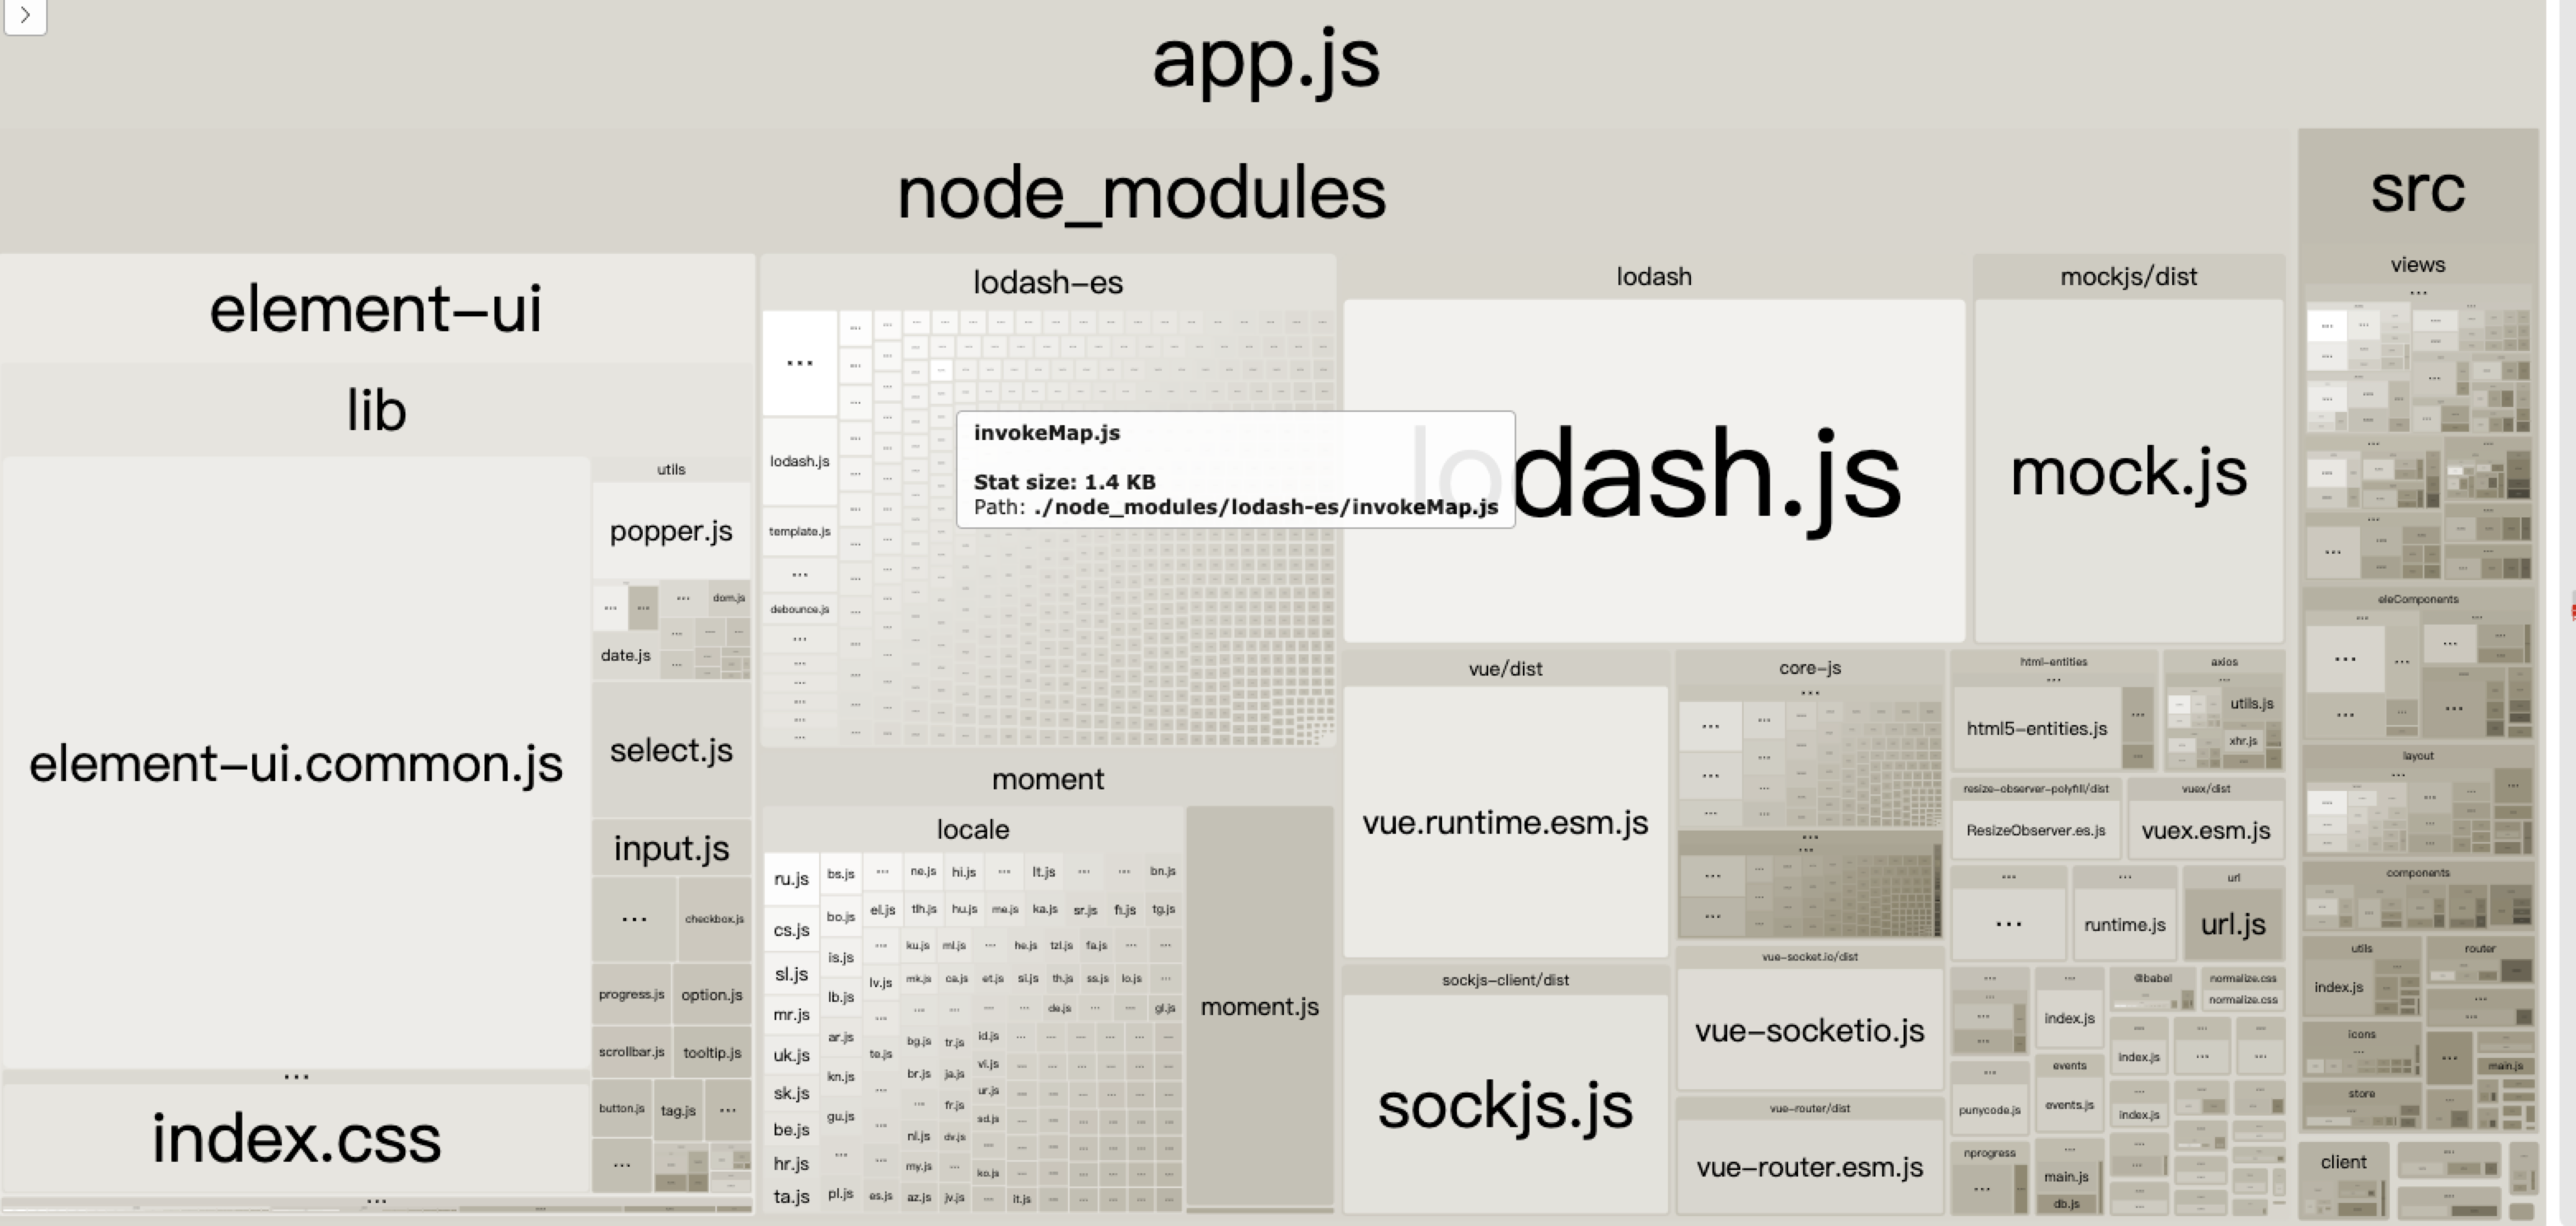 app.js
node_modules
src
element-ui
lib
element-ui.common.js
...
index.css
...
utils
popper.js
dom.js
date.js
select.js
input.js
...
checkbox.js
progress.js
option.js
scrollbar.js
tooltip.js
button.js
tag.js
...
...
lodash-es
...
lodash.js
template.js
...
debounce.js
...
invokeMap.js
Stat size: 1.4 KB
Path: ./node_modules/lodash-es/invokeMap.js
moment
locale
ru.js
cs.js
sl.js
mr.js
uk.js
sk.js
be.js
hr.js
ta.js
bs.js
bo.js
is.js
lb.js
ar.js
kn.js
gu.js
pl.js
el.js
lv.js
te.js
es.js
ne.js
hi.js
lt.js
bn.js
tlh.js
hu.js
me.js
ka.js
sr.js
fi.js
tg.js
ku.js
ml.js
he.js
tzl.js
fa.js
mk.js
ca.js
et.js
sl.js
th.js
ss.js
lo.js
de.js
gl.js
bg.js
tr.js
id.js
br.js
ja.js
vi.js
fr.js
ur.js
nl.js
dv.js
sd.js
my.js
ko.js
az.js
jv.js
it.js
moment.js
lodash
lodash.js
mockjs/dist
mock.js
vue/dist
vue.runtime.esm.js
sockjs-client/dist
sockjs.js
core-js
...
vue-socket.io/dist
vue-socketio.js
vue-router/dist
vue-router.esm.js
html-entities
...
html5-entities.js
axios
...
utils.js
xhr.js
resize-observer-polyfill/dist
ResizeObserver.es.js
vuex/dist
vuex.esm.js
...
...
...
runtime.js
url
url.js
...
punycode.js
nprogress
...
index.js
events
events.js
main.js
db.js
@babel
normalize.css
normalize.css
index.js
index.js
views
...
eleComponents
layout
...
components
utils
index.js
router
icons
...
main.js
store
client